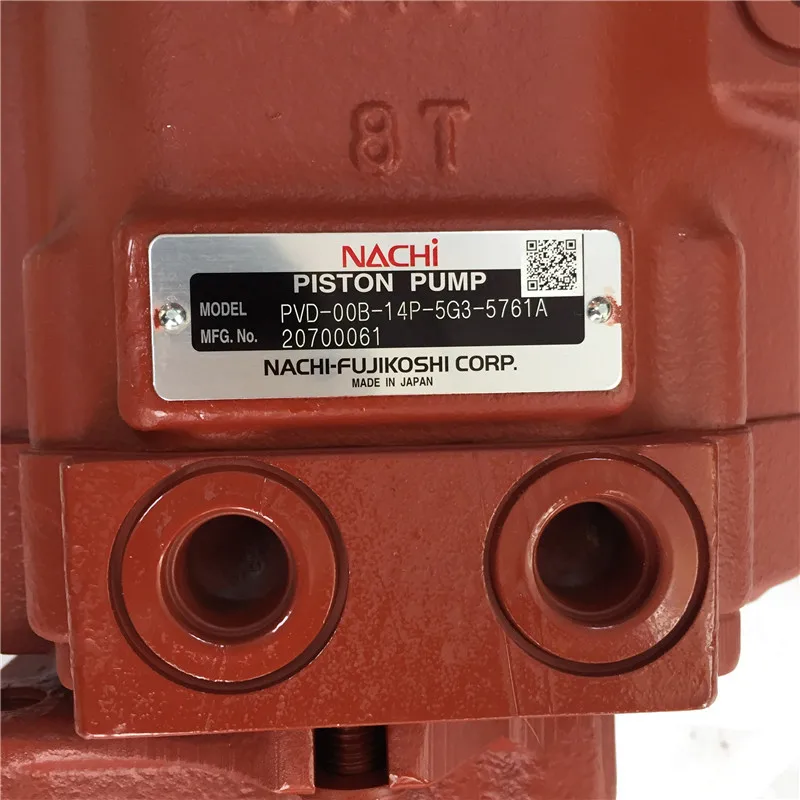 8T
NACHi
PISTON PUMP
MODEL PVD-00B-14P-5G3-5761A
MFG. No. 20700061
NACHI-FUJIKOSHI CORP.
MADE IN JAPAN